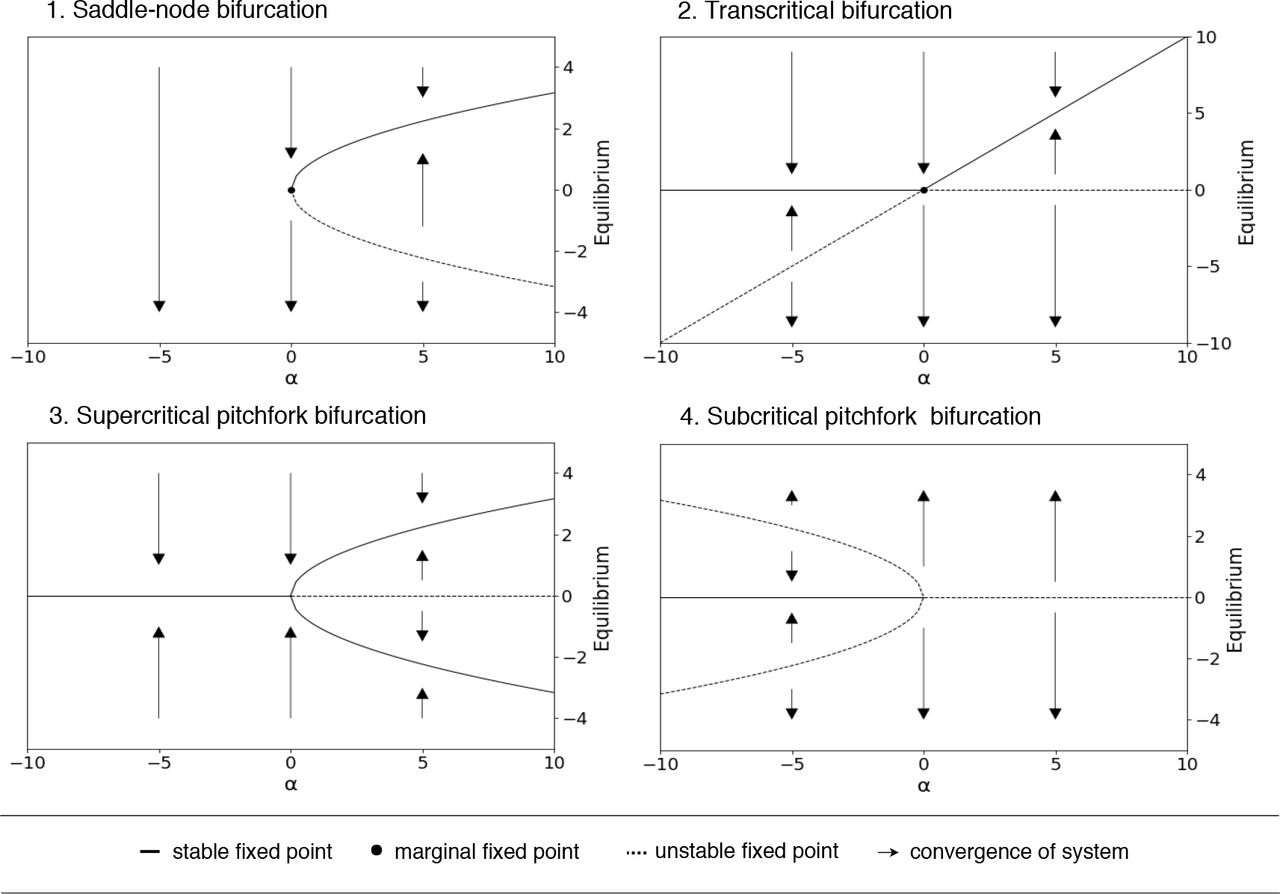 1. Saddle-node bifurcation
4
2
0
−2
−4
Equilibrium
−10 −5 0 5 10
α
2. Transcritical bifurcation
10
5
0
−5
−10
Equilibrium
−10 −5 0 5 10
α
3. Supercritical pitchfork bifurcation
4
2
0
−2
−4
Equilibrium
−10 −5 0 5 10
α
4. Subcritical pitchfork bifurcation
4
2
0
−2
−4
Equilibrium
−10 −5 0 5 10
α
stable fixed point marginal fixed point unstable fixed point convergence of system